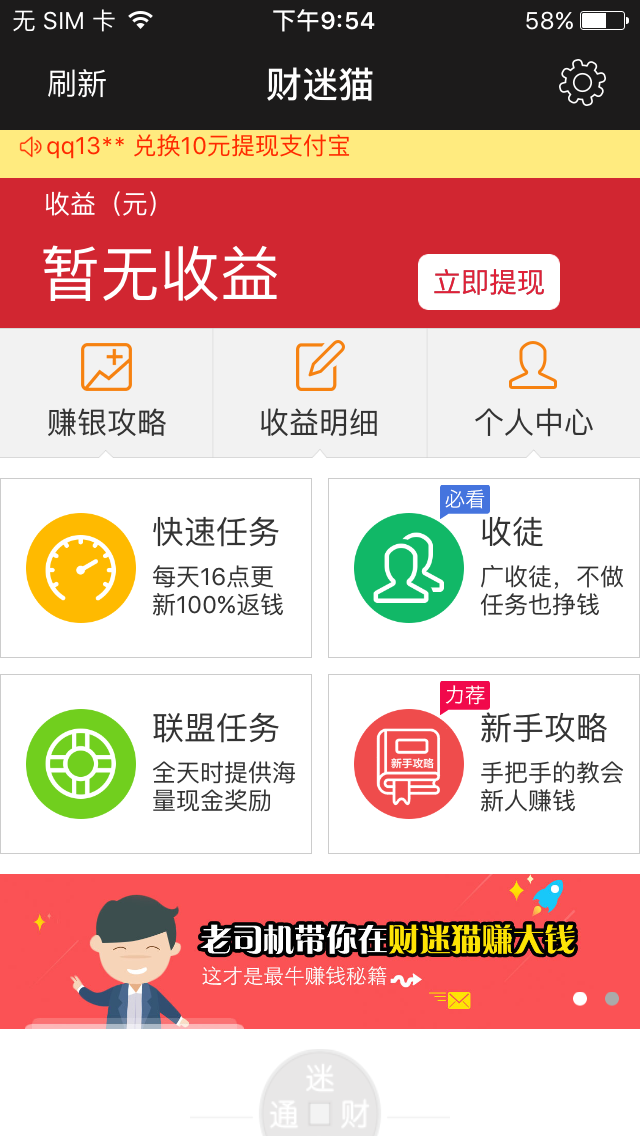 无 SIM 卡
下午9:54
58%
刷新
财迷猫
qq13** 兑换10元提现支付宝
收益（元）
暂无收益
立即提现
赚银攻略
收益明细
个人中心
快速任务
每天16点更
新100%返钱
必看
收徒
广收徒，不做
任务也挣钱
联盟任务
全天时提供海
量现金奖励
力荐
新手攻略
新手攻略
手把手的教会
新人赚钱
老司机带你在财迷猫赚大钱
这才是最牛赚钱秘籍
迷
通
财